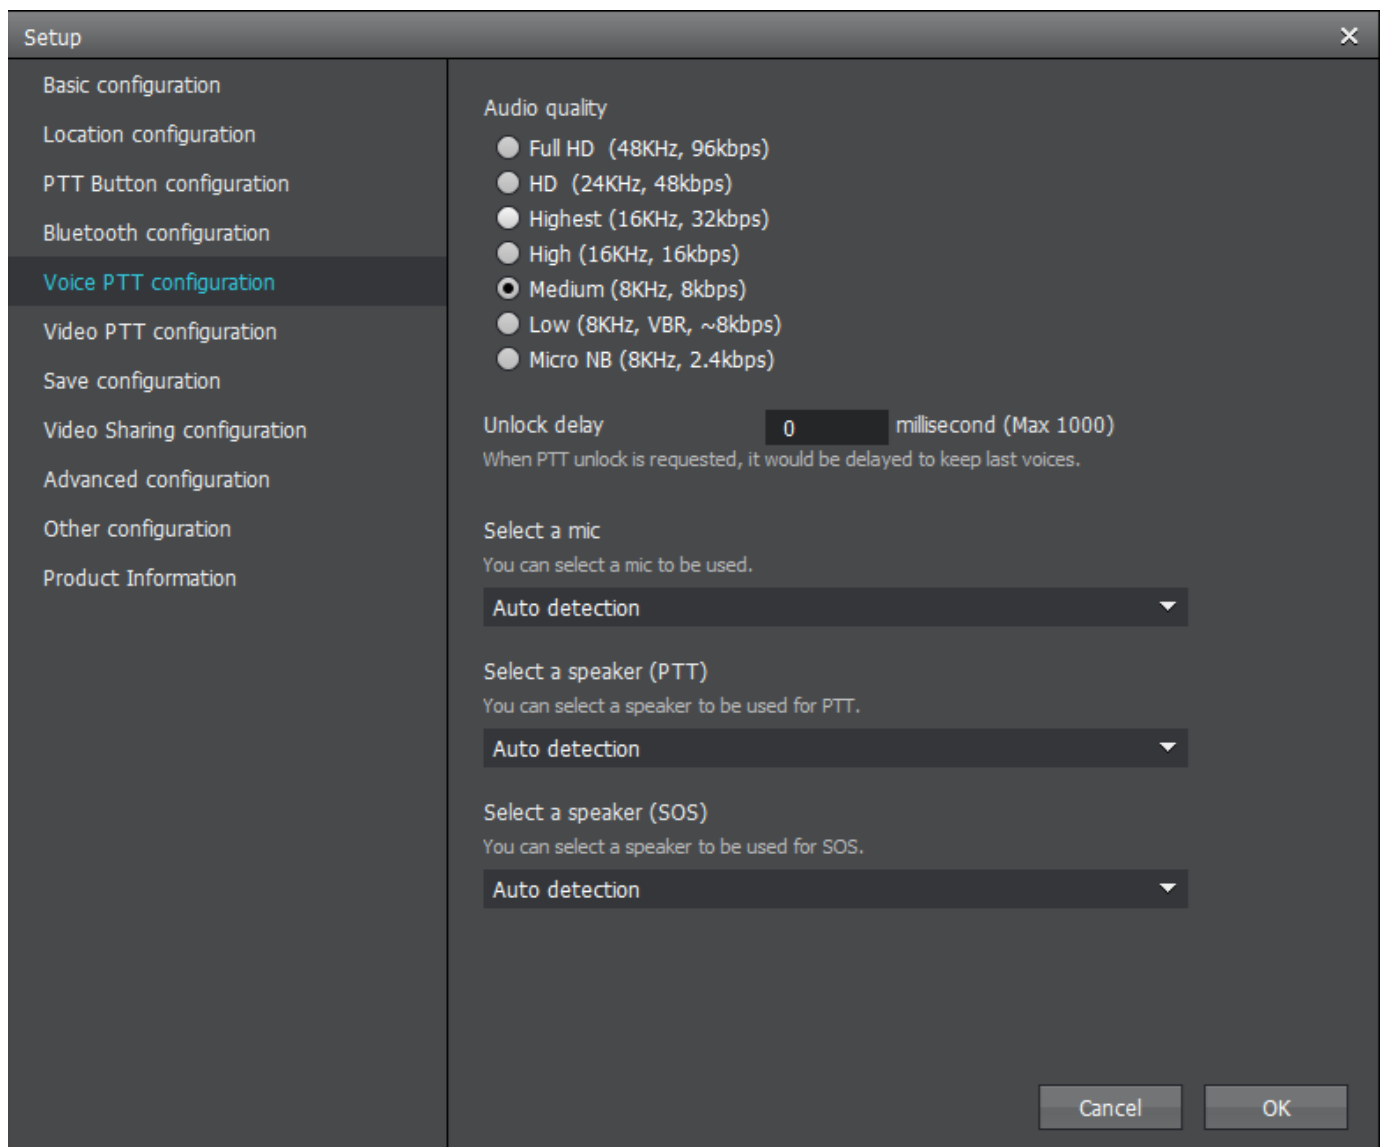 Setup
Basic configuration
Location configuration
PTT Button configuration
Bluetooth configuration
Voice PTT configuration
Video PTT configuration
Save configuration
Video Sharing configuration
Advanced configuration
Other configuration
Product Information
Audio quality
Full HD (48KHz, 96kbps)
HD (24KHz, 48kbps)
Highest (16KHz, 32kbps)
High (16KHz, 16kbps)
Medium (8KHz, 8kbps)
Low (8KHz, VBR, ~8kbps)
Micro NB (8KHz, 2.4kbps)
Unlock delay 0 millisecond (Max 1000)
When PTT unlock is requested, it would be delayed to keep last voices.
Select a mic
You can select a mic to be used.
Auto detection
Select a speaker (PTT)
You can select a speaker to be used for PTT.
Auto detection
Select a speaker (SOS)
You can select a speaker to be used for SOS.
Auto detection
Cancel OK